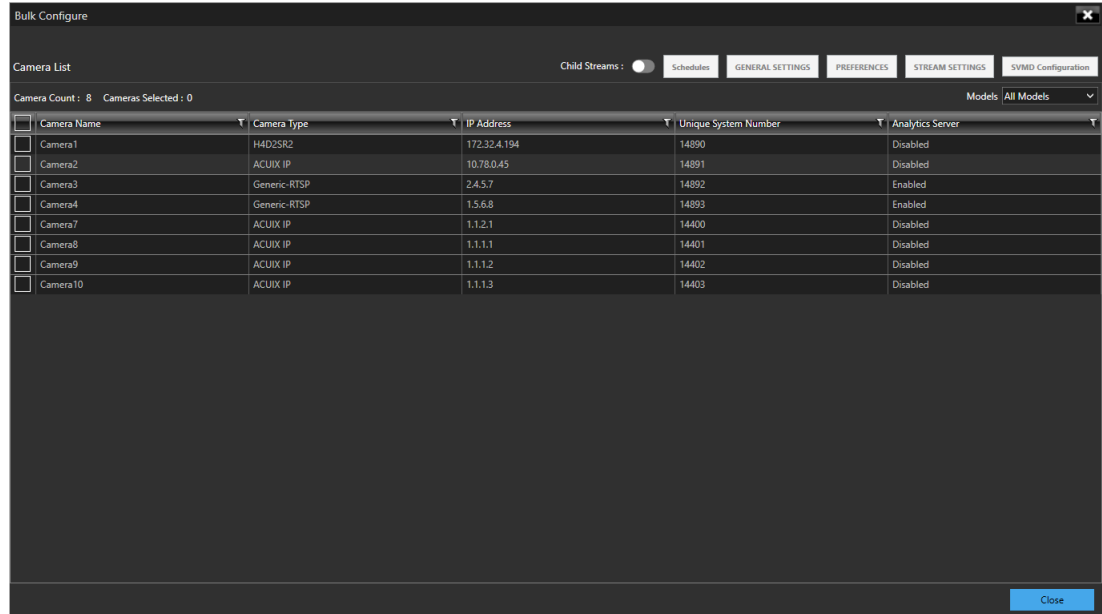 Bulk Configure
Camera List Child Streams : Schedules GENERAL SETTINGS PREFERENCES STREAM SETTINGS SVMD Configuration
Camera Count : 8 Cameras Selected : 0 Models All Models
Camera Name Camera Type IP Address Unique System Number Analytics Server
Camera1 H4D2SR2 172.32.4.194 14890 Disabled
Camera2 ACUIX IP 10.78.0.45 14891 Disabled
Camera3 Generic-RTSP 2.4.5.7 14892 Enabled
Camera4 Generic-RTSP 1.5.6.8 14893 Enabled
Camera7 ACUIX IP 1.1.2.1 14400 Disabled
Camera8 ACUIX IP 1.1.1.1 14401 Disabled
Camera9 ACUIX IP 1.1.1.2 14402 Disabled
Camera10 ACUIX IP 1.1.1.3 14403 Disabled
Close